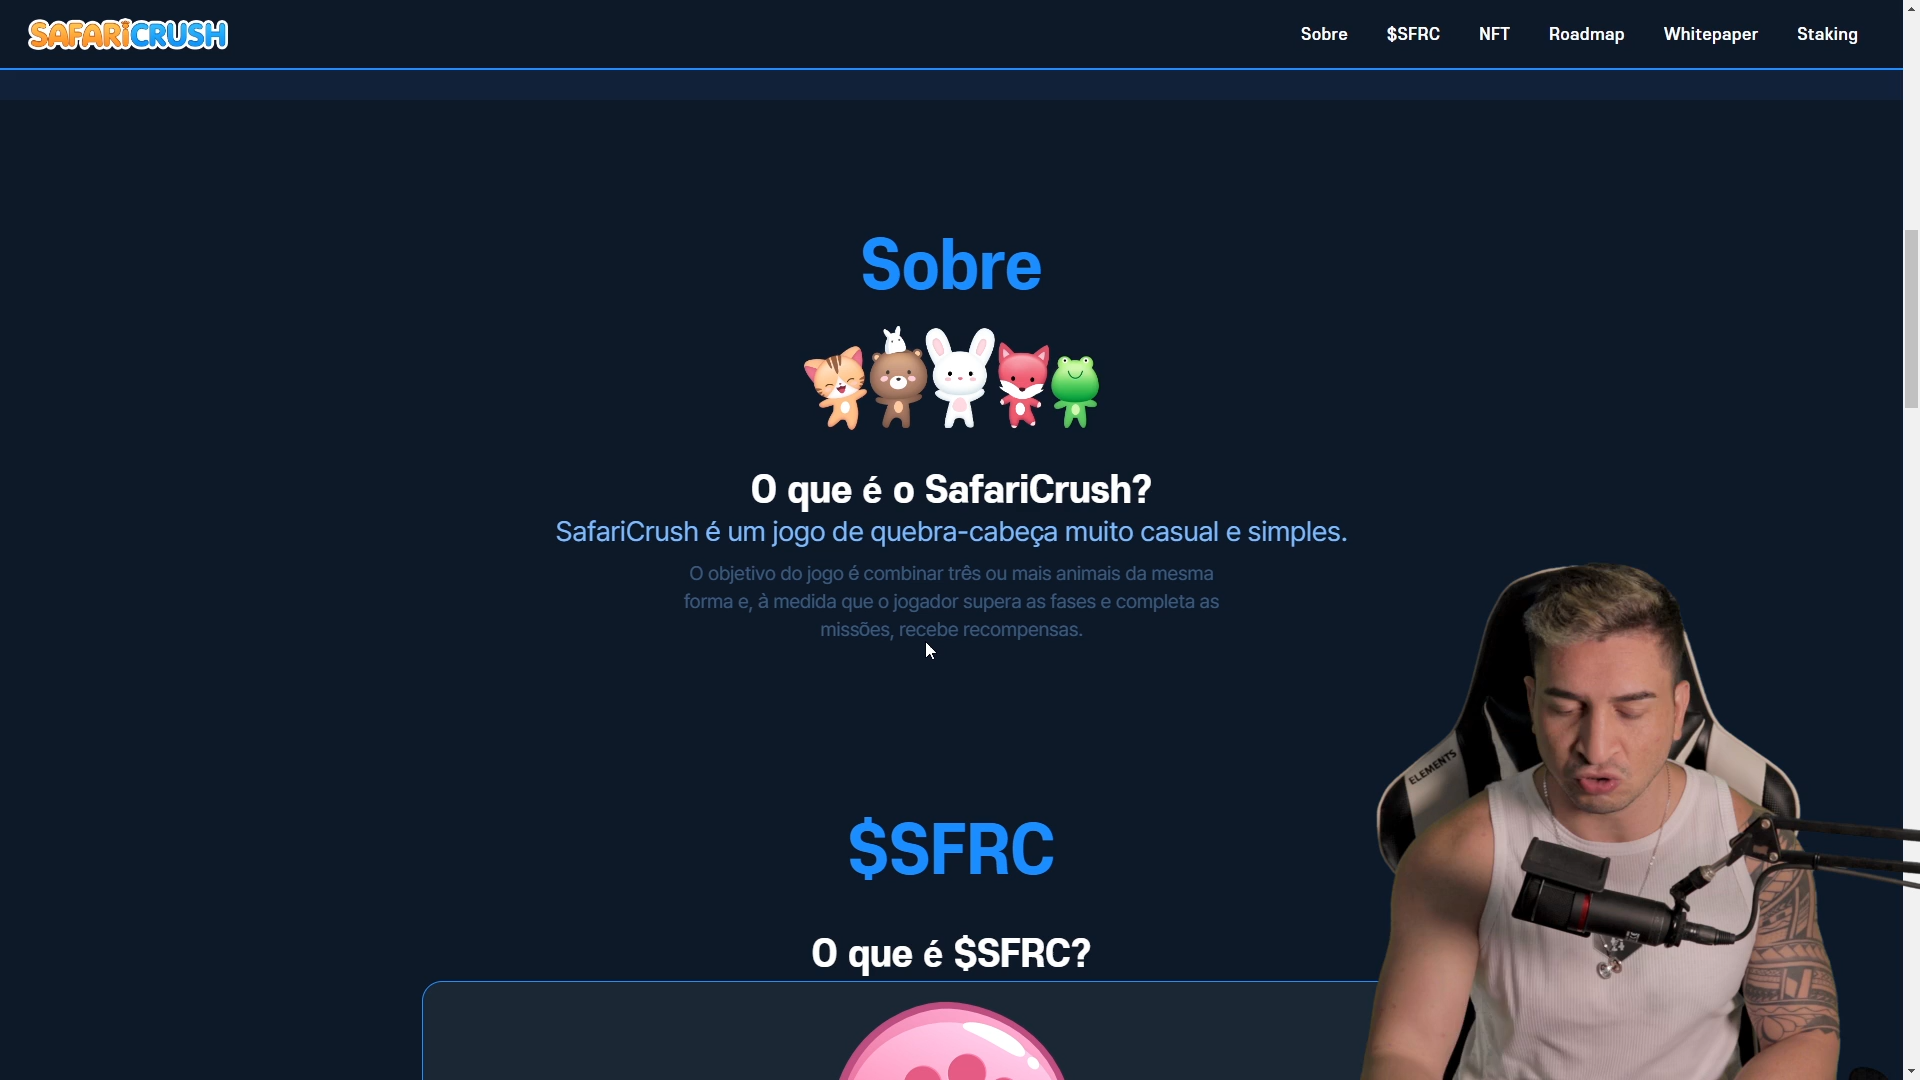 SAFARICRUSH
Sobre
$SFRC
NFT
Roadmap
Whitepaper
Staking
Sobre
O que é o SafariCrush?
SafariCrush é um jogo de quebra-cabeça muito casual e simples.
O objetivo do jogo é combinar três ou mais animais da mesma
forma e, à medida que o jogador supera as fases e completa as
missões, recebe recompensas.
ELEMENTS
$SFRC
O que é $SFRC?